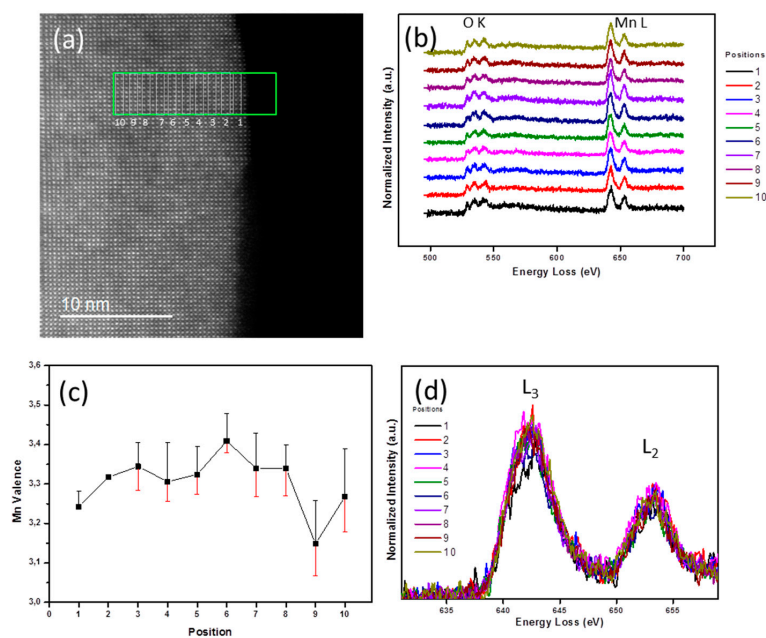 (a)
10 9 8 7 6 5 4 3 2 1
10 nm
(b)
O K
Mn L
Normalized Intensity (a.u.)
500 550 600 650 700
Energy Loss (eV)
Positions
1
2
3
4
5
6
7
8
9
10
(c)
Mn Valence
3,6
3,5
3,4
3,3
3,2
3,1
3,0
0 1 2 3 4 5 6 7 8 9 10
Position
(d)
L3
L2
Normalized Intensity (a.u.)
Positions
1
2
3
4
5
6
7
8
9
10
635 640 645 650 655
Energy Loss (eV)